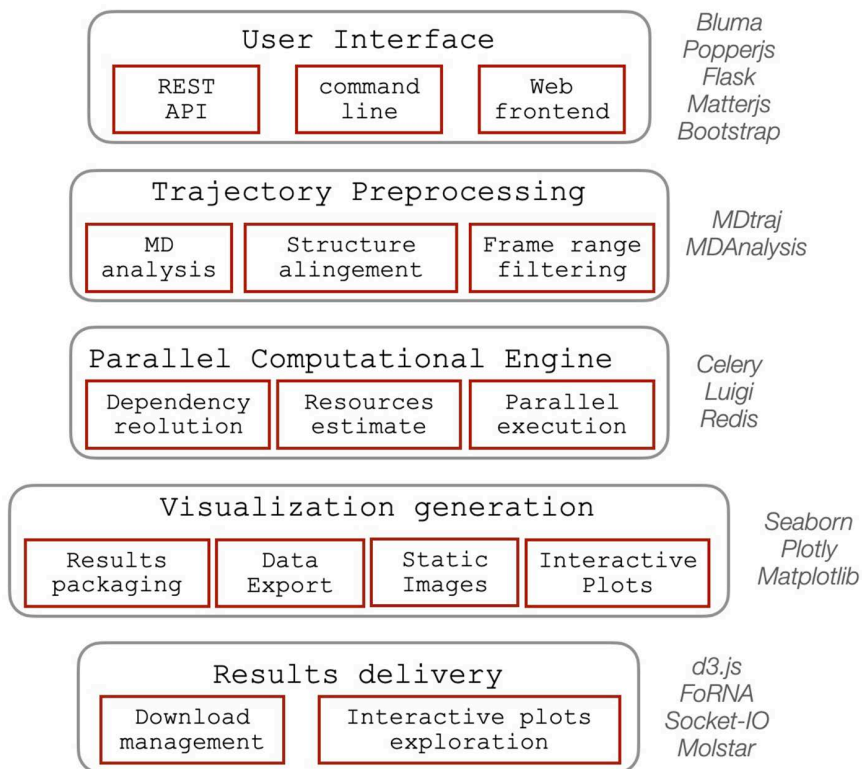 User Interface
REST
API
command
line
Web
frontend
Bluma
Popperjs
Flask
Matterjs
Bootstrap
Trajectory Preprocessing
MD
analysis
Structure
alingement
Frame range
filtering
MDtraj
MDAnalysis
Parallel Computational Engine
Dependency
reolution
Resources
estimate
Parallel
execution
Celery
Luigi
Redis
Visualization generation
Results
packaging
Data
Export
Static
Images
Interactive
Plots
Seaborn
Plotly
Matplotlib
Results delivery
Download
management
Interactive plots
exploration
d3.js
FoRNA
Socket-IO
Molstar